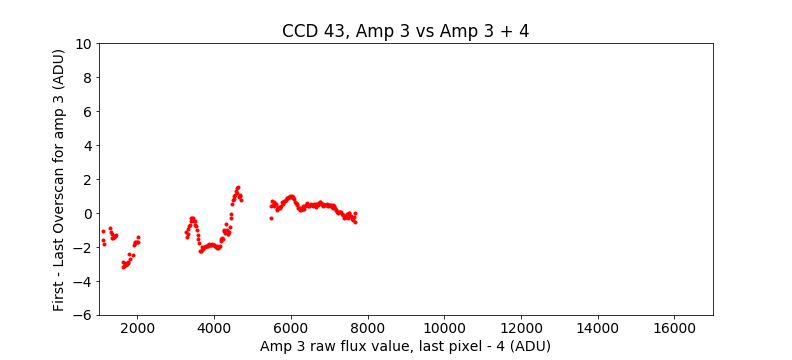 CCD 43, Amp 3 vs Amp 3 + 4
First - Last Overscan for amp 3 (ADU)
10
8
6
4
2
0
−2
−4
−6
2000 4000 6000 8000 10000 12000 14000 16000
Amp 3 raw flux value, last pixel - 4 (ADU)